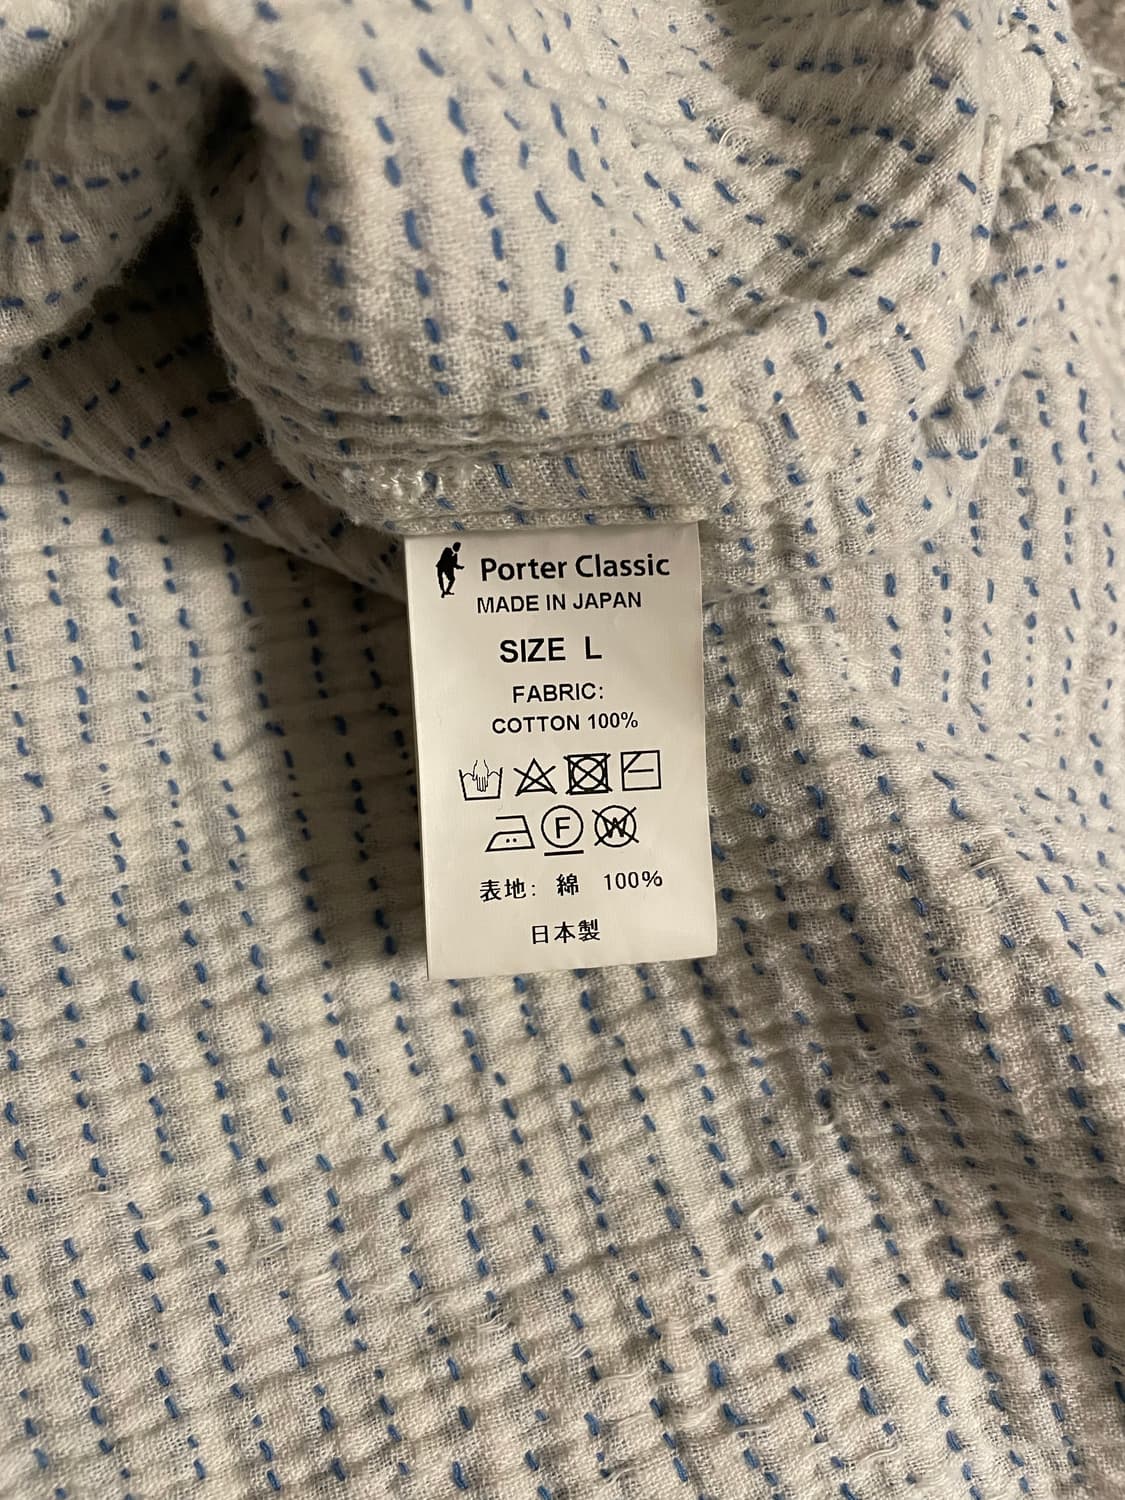 Porter Classic
MADE IN JAPAN
SIZE L
FABRIC:
COTTON 100%
F W
表地: 綿 100%
日本製